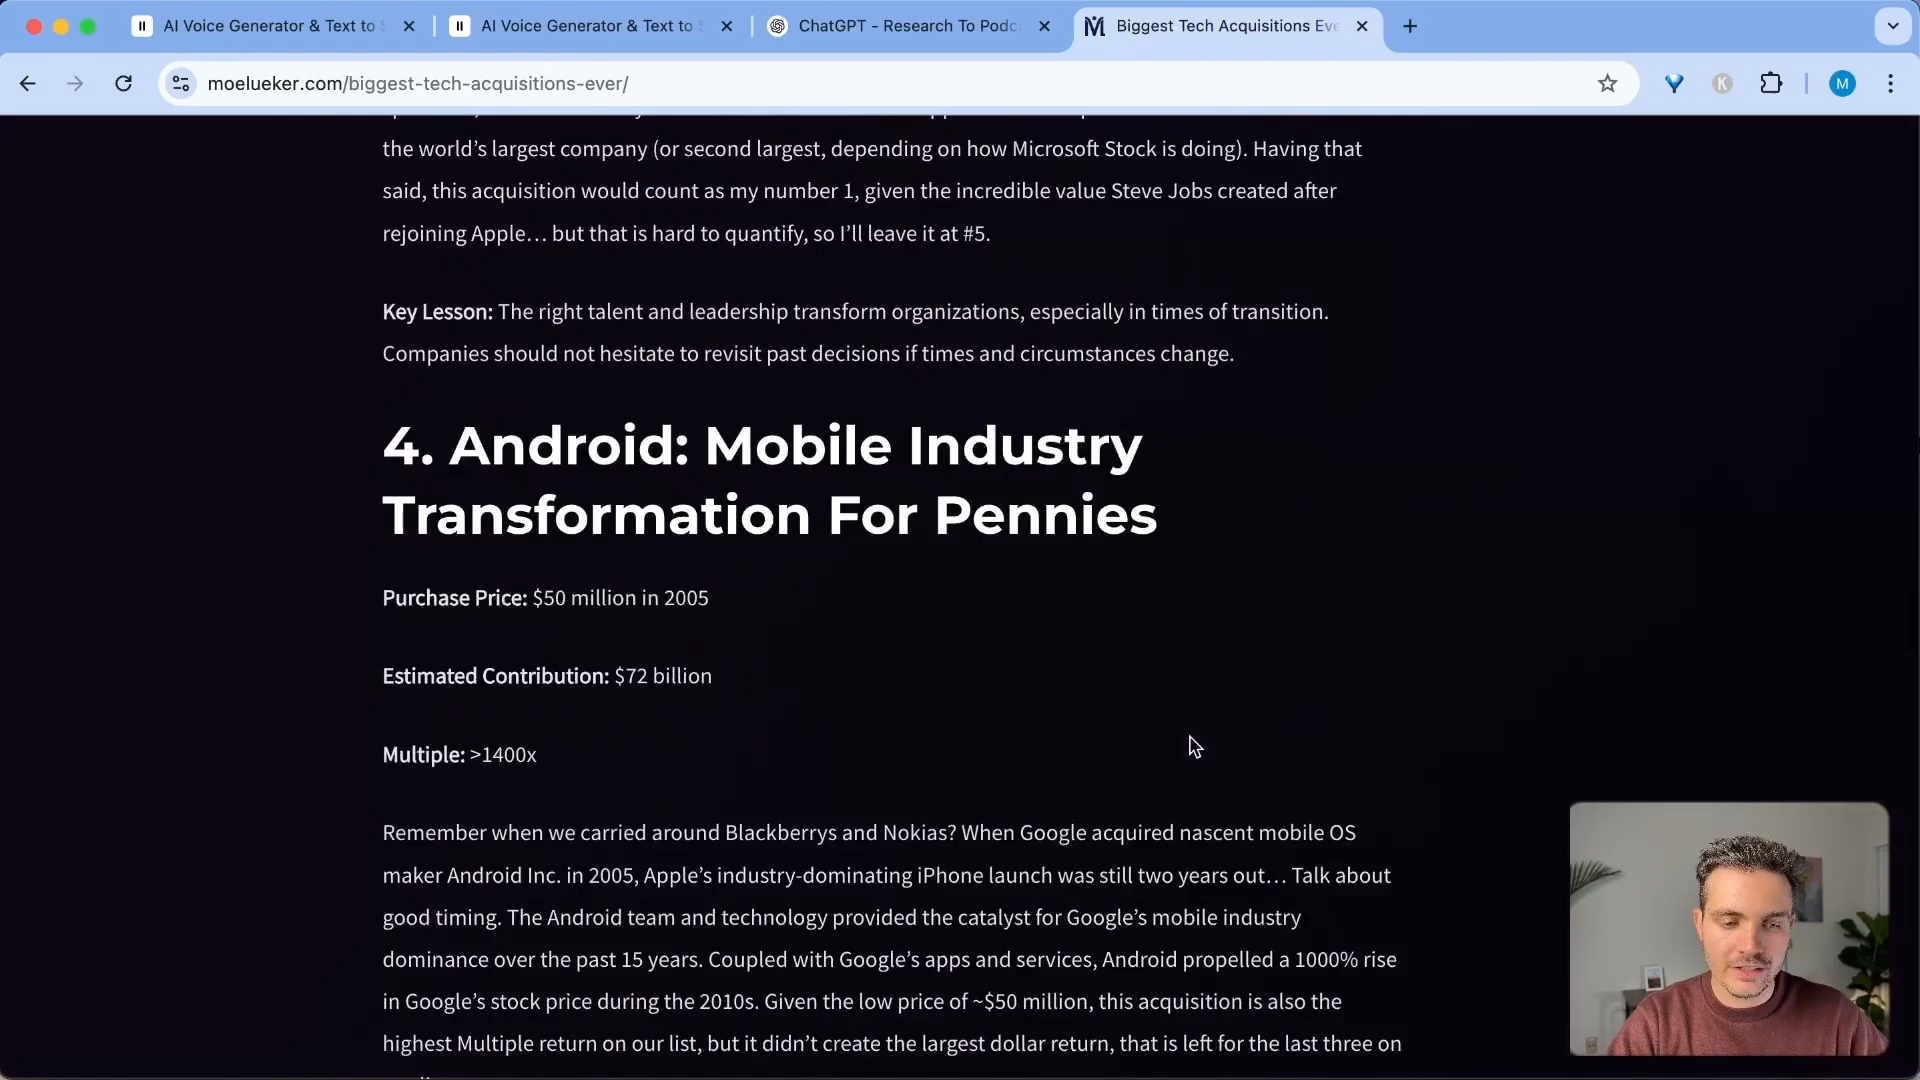 AI Voice Generator & Text to
AI Voice Generator & Text to
ChatGPT - Research To Podc
Biggest Tech Acquisitions Eve
moelueker.com/biggest-tech-acquisitions-ever/
K
M
the world's largest company (or second largest, depending on how Microsoft Stock is doing). Having that
said, this acquisition would count as my number 1, given the incredible value Steve Jobs created after
rejoining Apple… but that is hard to quantify, so I'll leave it at #5.
Key Lesson: The right talent and leadership transform organizations, especially in times of transition.
Companies should not hesitate to revisit past decisions if times and circumstances change.
4. Android: Mobile Industry
Transformation For Pennies
Purchase Price: $50 million in 2005
Estimated Contribution: $72 billion
Multiple: >1400x
Remember when we carried around Blackberrys and Nokias? When Google acquired nascent mobile OS
maker Android Inc. in 2005, Apple's industry-dominating iPhone launch was still two years out… Talk about
good timing. The Android team and technology provided the catalyst for Google's mobile industry
dominance over the past 15 years. Coupled with Google's apps and services, Android propelled a 1000% rise
in Google's stock price during the 2010s. Given the low price of ~$50 million, this acquisition is also the
highest Multiple return on our list, but it didn't create the largest dollar return, that is left for the last three on